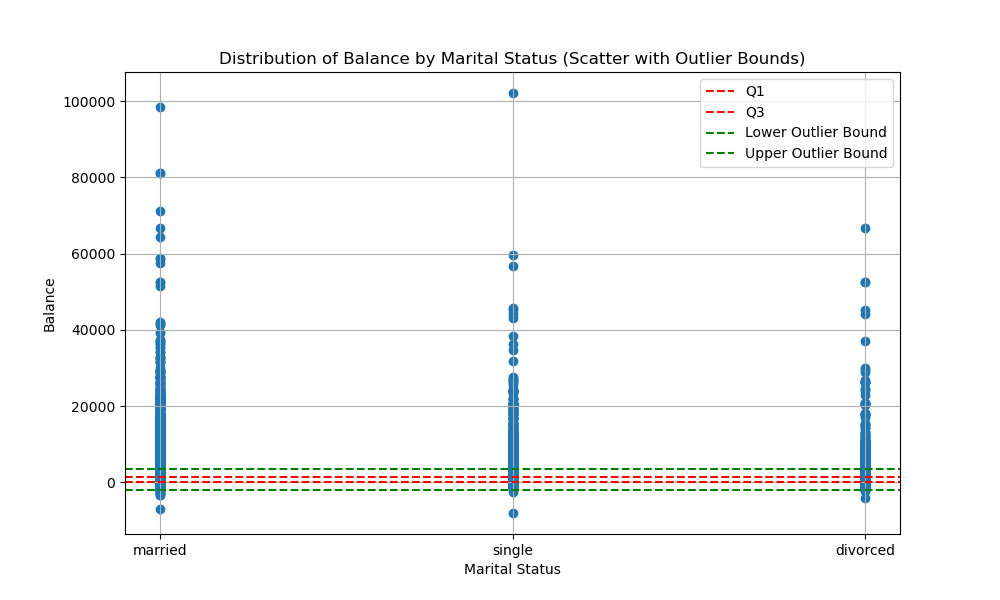 Distribution of Balance by Marital Status (Scatter with Outlier Bounds)
Q1
Q3
Lower Outlier Bound
Upper Outlier Bound
100000
80000
60000
40000
20000
0
Balance
married
single
divorced
Marital Status